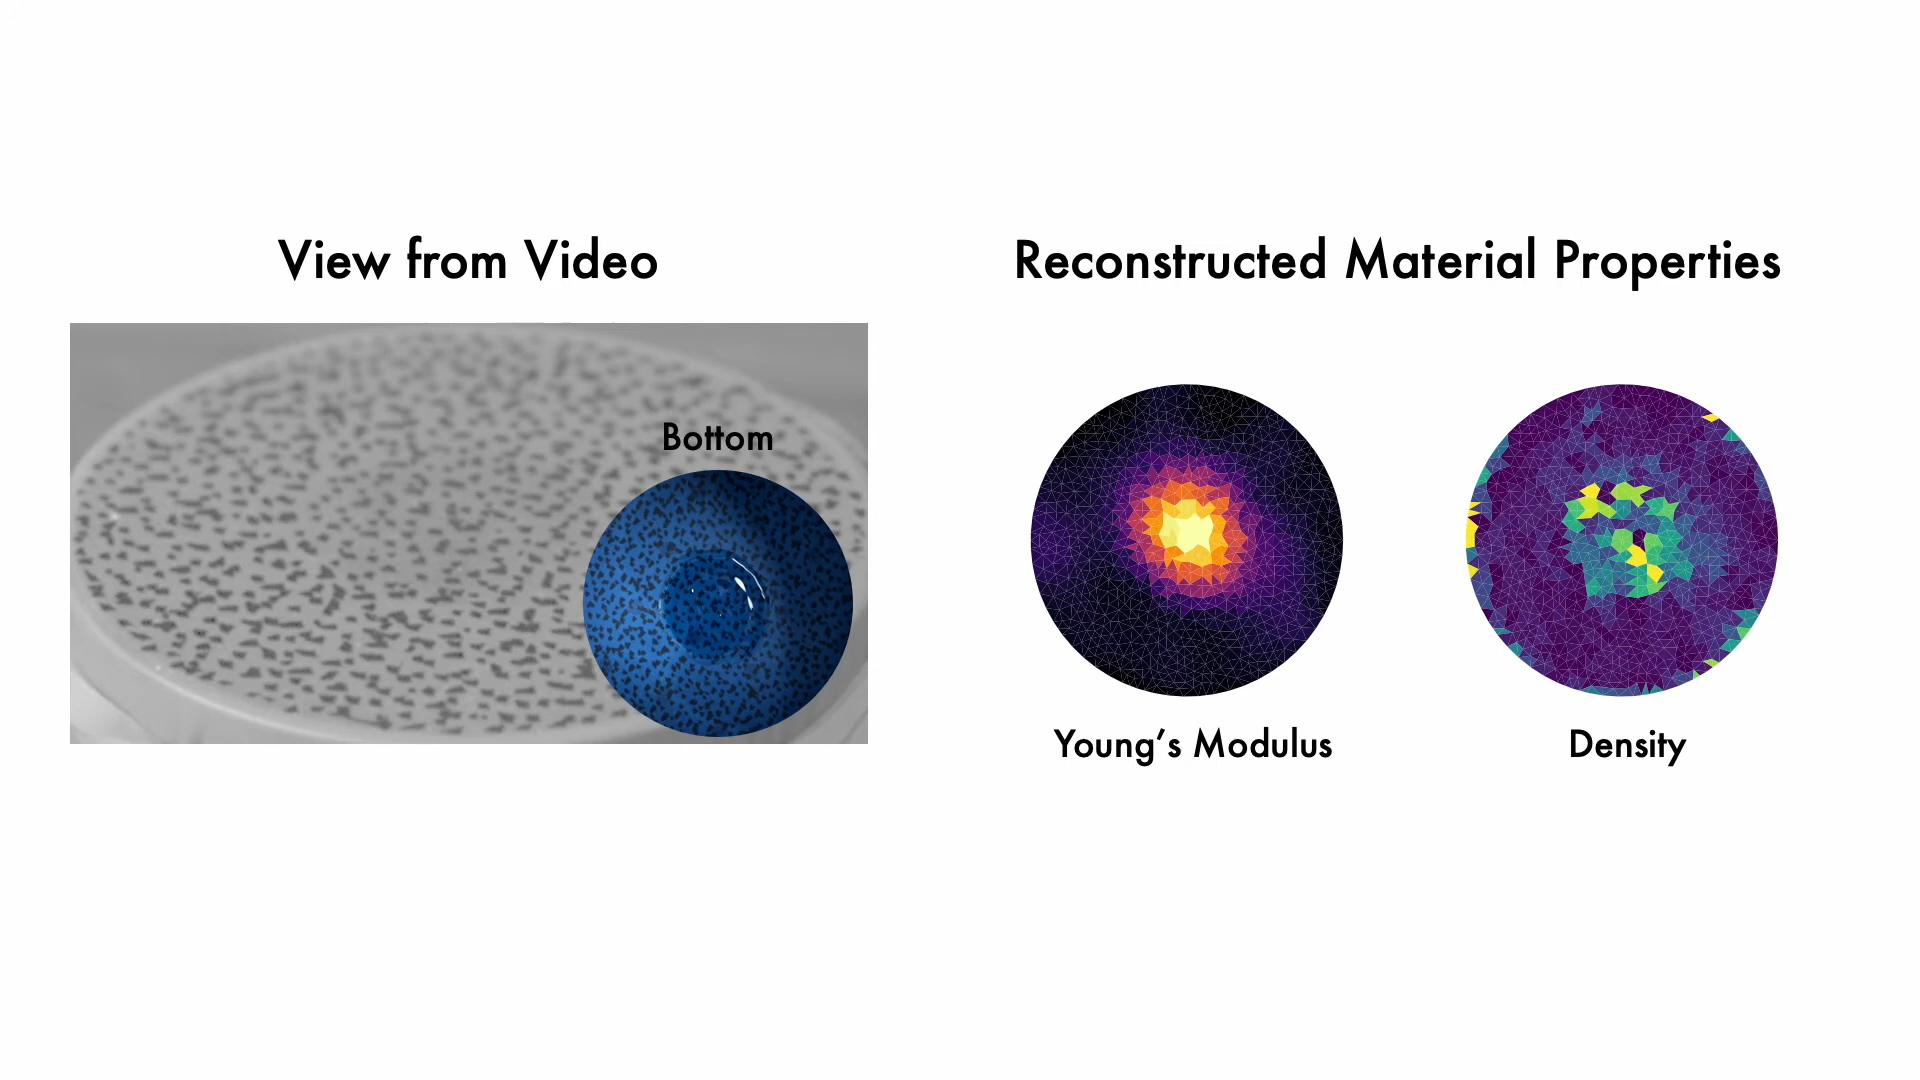 View from Video
Bottom
Reconstructed Material Properties
Young’s Modulus
Density